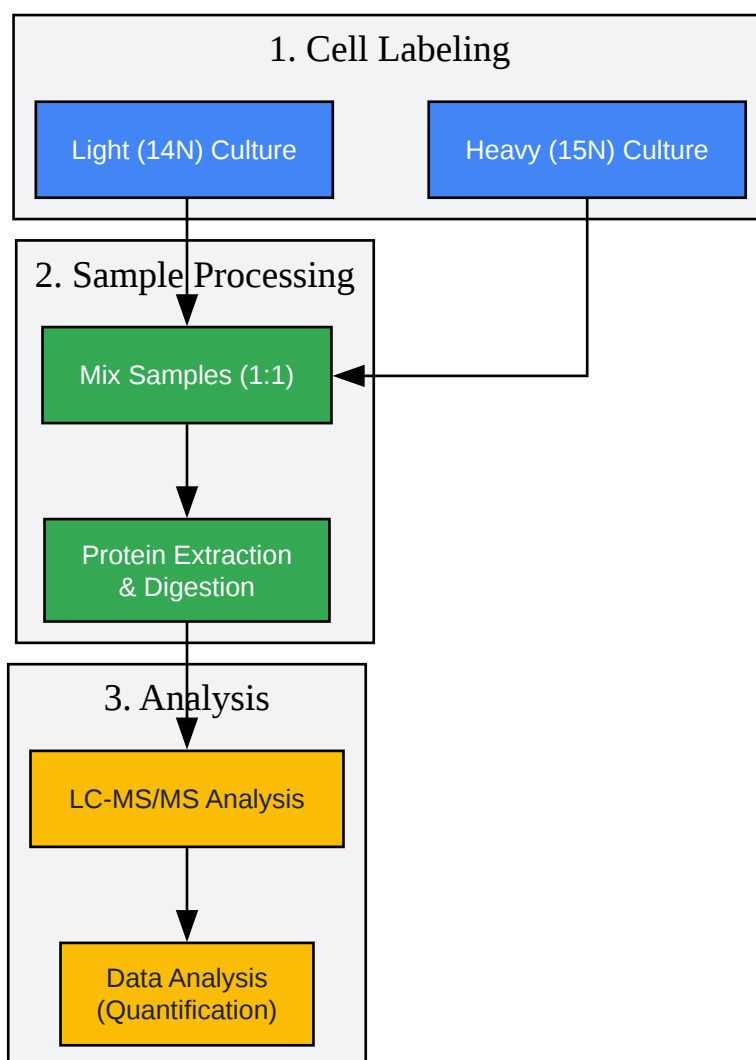 1. Cell Labeling
Light (14N) Culture
Heavy (15N) Culture
2. Sample Processing
Mix Samples (1:1)
Protein Extraction
& Digestion
3. Analysis
LC-MS/MS Analysis
Data Analysis
(Quantification)